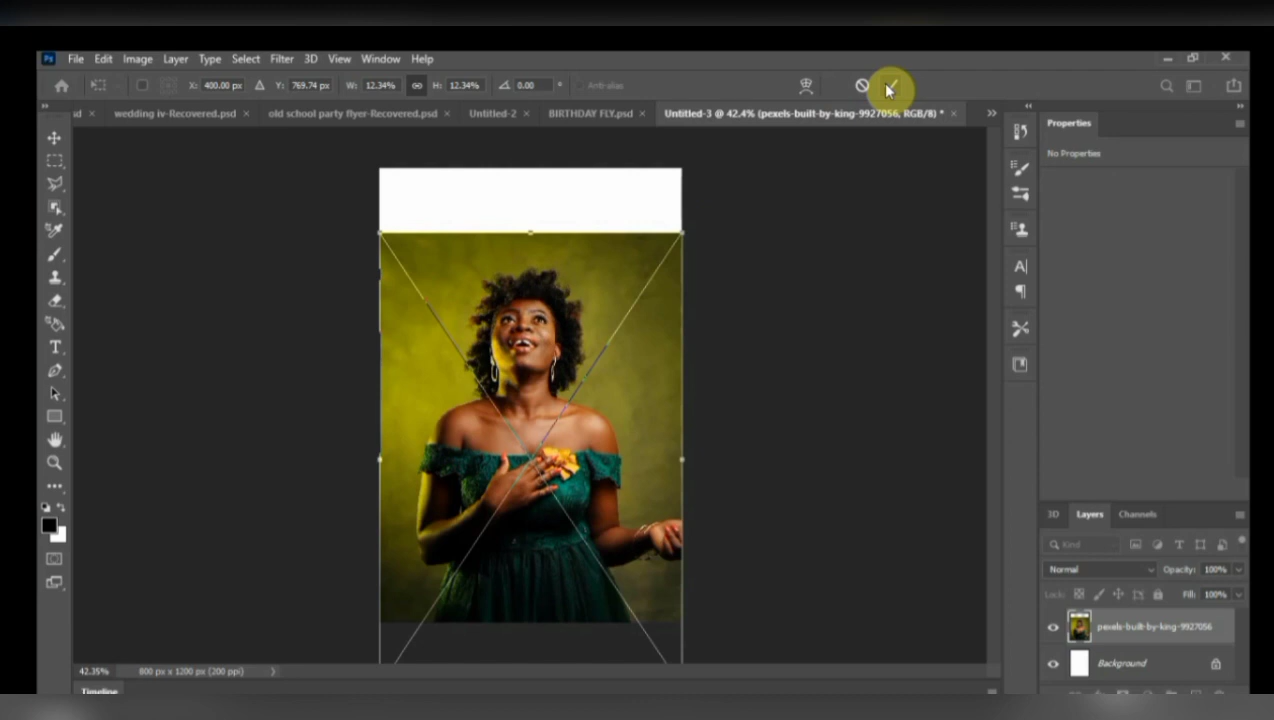 Ps File Edit Image Layer Type Select Filter 3D View Window Help
X: 400.00 px Y: 769.74 px W: 12.34% H: 12.34% 0.00 ° Anti-alias
sd × wedding iv-Recovered.psd × old school party flyer-Recovered.psd × Untitled-2 × BIRTHDAY FLY.psd × Untitled-3 @ 42.4% (pexels-built-by-king-9927056, RGB/8) * ×
Properties
No Properties
3D Layers Channels
Kind
Normal Opacity: 100%
Lock: Fill: 100%
pexels-built-by-king-9927056
Background
42.35% 800 px x 1200 px (200 ppi)
Timeline